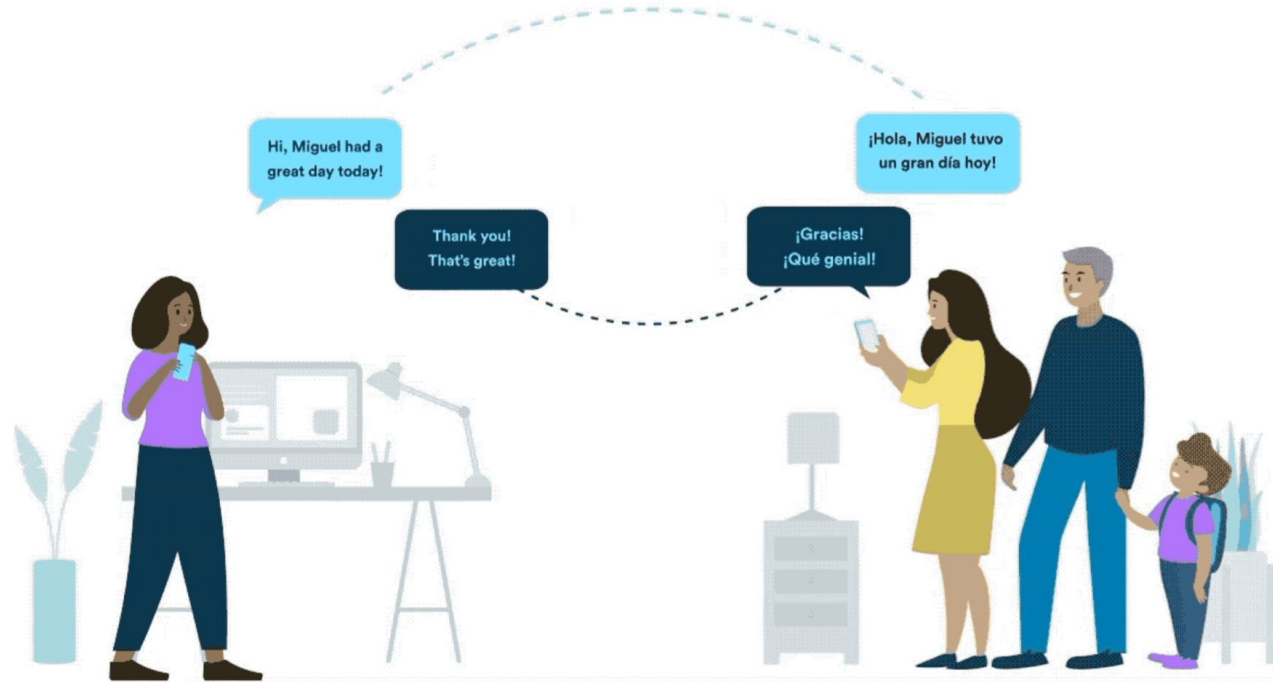 Hi, Miguel had a
great day today!
¡Hola, Miguel tuvo
un gran día hoy!
Thank you!
That's great!
¡Gracias!
¡Qué genial!